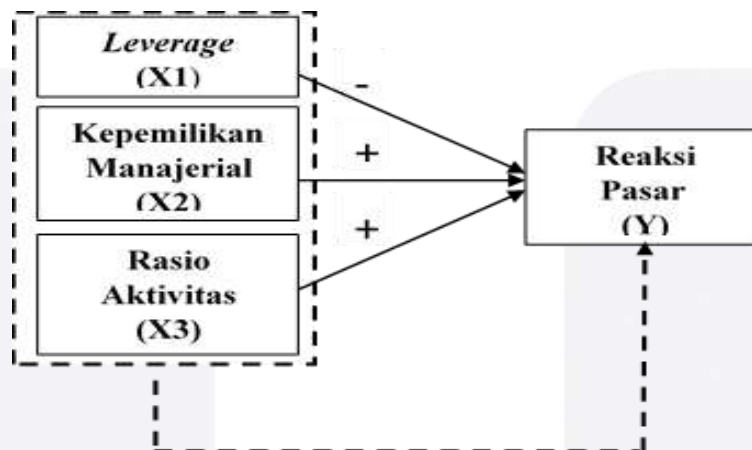 Leverage
(X1)
-
Kepemilikan
Manajerial
(X2)
+
Rasio
Aktivitas
(X3)
+
Reaksi
Pasar
(Y)